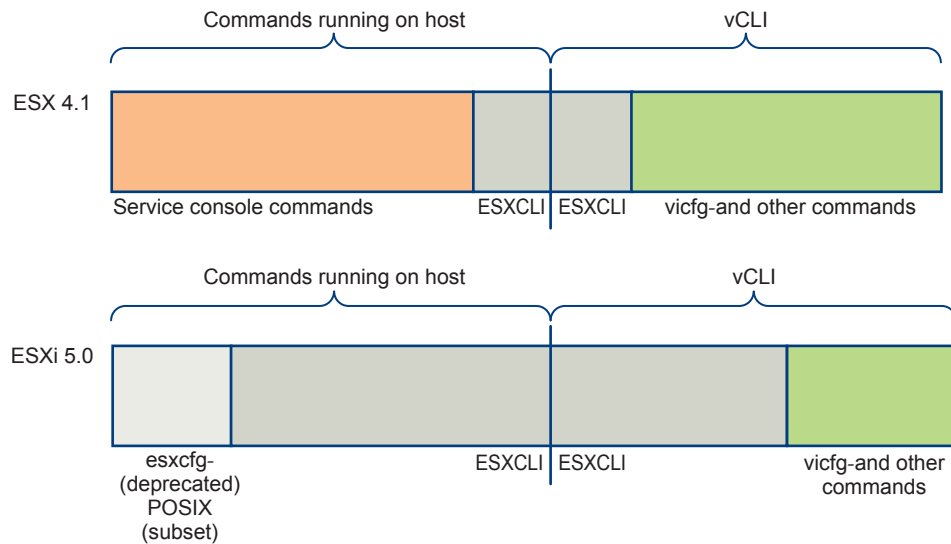 Commands running on host
vCLI
ESX 4.1
Service console commands
ESXCLI
ESXCLI
vicfg-and other commands
Commands running on host
vCLI
ESXi 5.0
esxcfg-
(deprecated)
POSIX
(subset)
ESXCLI
ESXCLI
vicfg-and other
commands